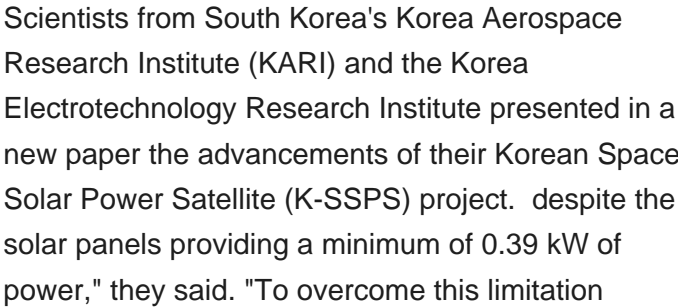 Scientists from South Korea's Korea Aerospace
Research Institute (KARI) and the Korea
Electrotechnology Research Institute presented in a
new paper the advancements of their Korean Space
Solar Power Satellite (K-SSPS) project.  despite the
solar panels providing a minimum of 0.39 kW of
power," they said. "To overcome this limitation